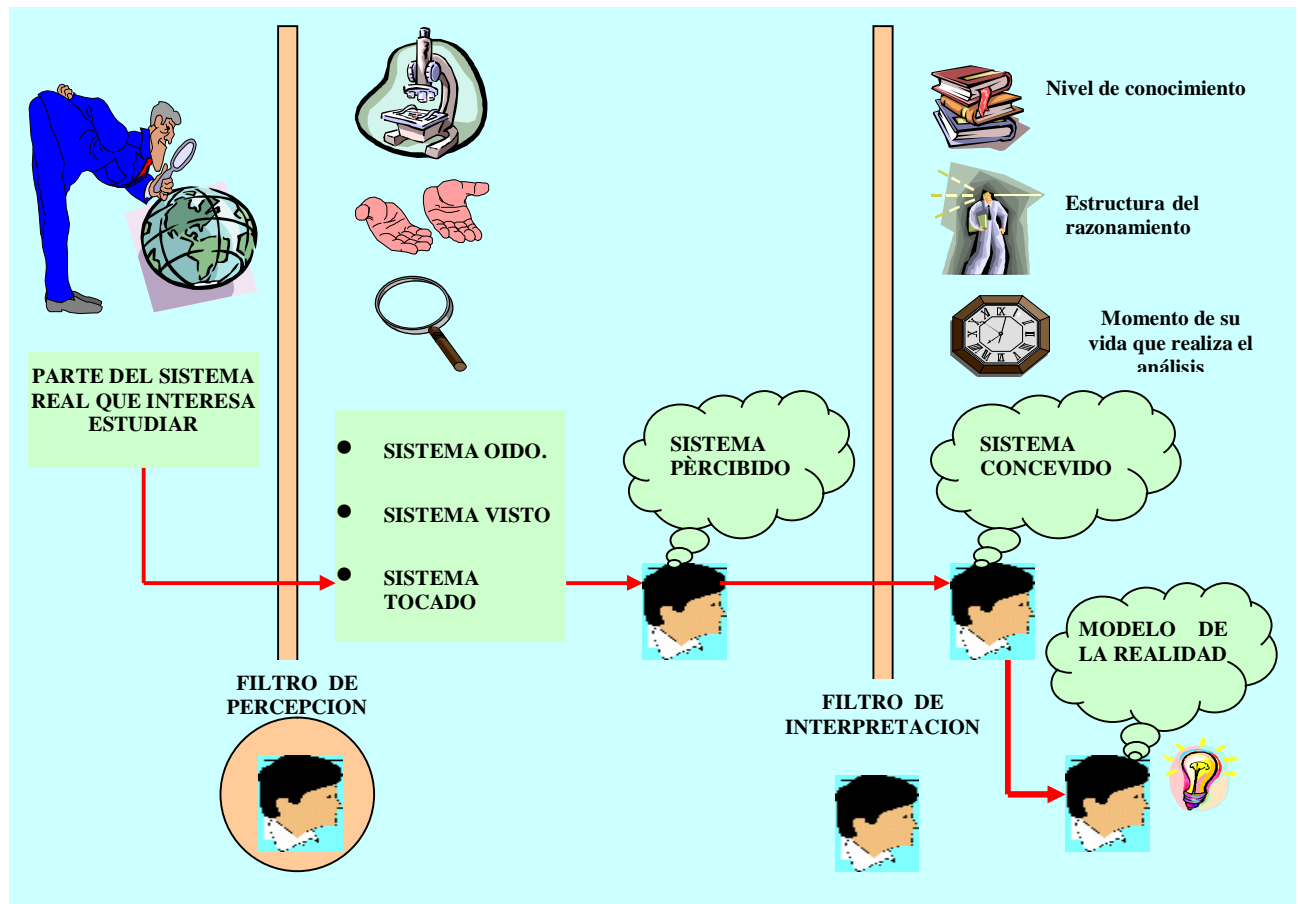 Nivel de conocimiento
Estructura del
razonamiento
Momento de su
vida que realiza el
análisis
PARTE DEL SISTEMA
REAL QUE INTERESA
ESTUDIAR
• SISTEMA OIDO.
• SISTEMA VISTO
• SISTEMA
TOCADO
SISTEMA
PÈRCIBIDO
SISTEMA
CONCEVIDO
MODELO DE
LA REALIDAD
FILTRO DE
PERCEPCION
FILTRO DE
INTERPRETACION